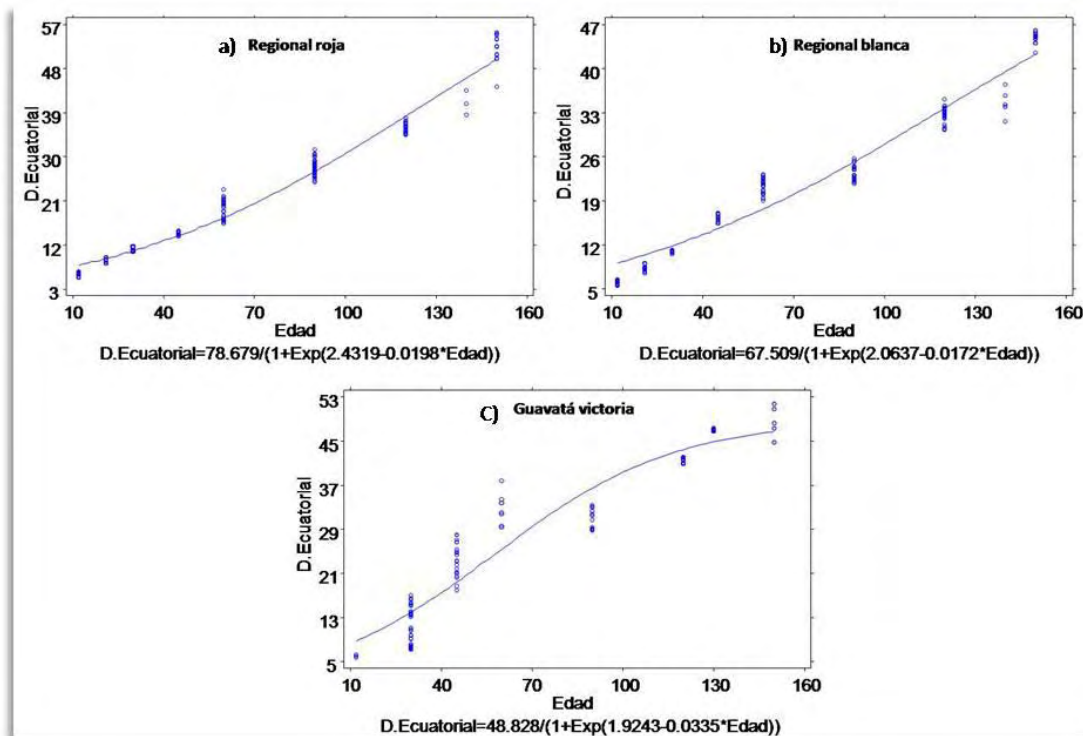 a) Regional roja
D.Ecuatorial
57
48
39
30
21
12
3
10 40 70 100 130 160
Edad
D.Ecuatorial=78.679/(1+Exp(2.4319-0.0198*Edad))
b) Regional blanca
D.Ecuatorial
47
40
33
26
19
12
5
10 40 70 100 130 160
Edad
D.Ecuatorial=67.509/(1+Exp(2.0637-0.0172*Edad))
C) Guavatá victoria
D.Ecuatorial
53
45
37
29
21
13
5
10 40 70 100 130 160
Edad
D.Ecuatorial=48.828/(1+Exp(1.9243-0.0335*Edad))